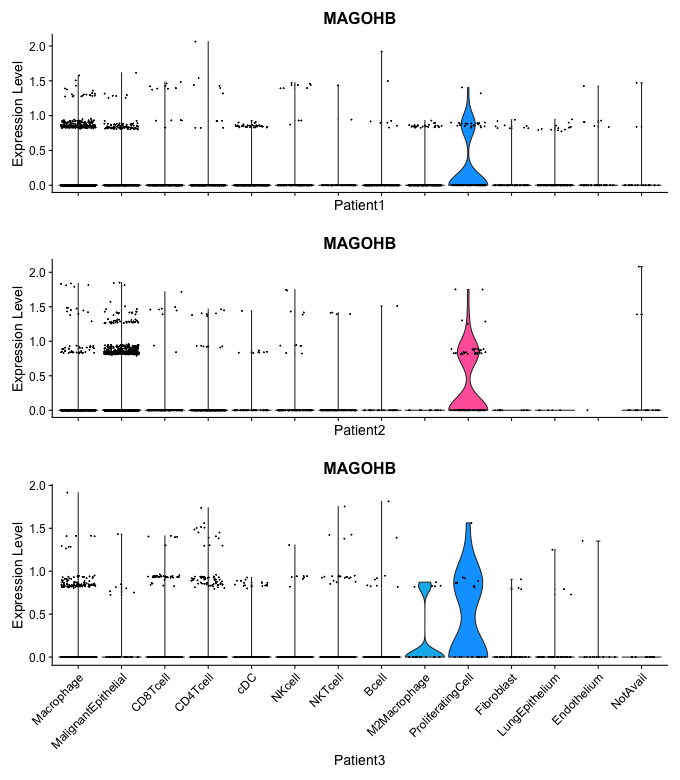 MAGOHB
Expression Level
2.0
1.5
1.0
0.5
0.0
Patient1
MAGOHB
Expression Level
2.0
1.5
1.0
0.5
0.0
Patient2
MAGOHB
Expression Level
2.0
1.5
1.0
0.5
0.0
Macrophage
MalignantEpithelial
CD8Tcell
CD4Tcell
cDC
NKcell
NKTcell
Bcell
M2Macrophage
ProliferatingCell
Fibroblast
LungEpithelium
Endothelium
NotAvail
Patient3